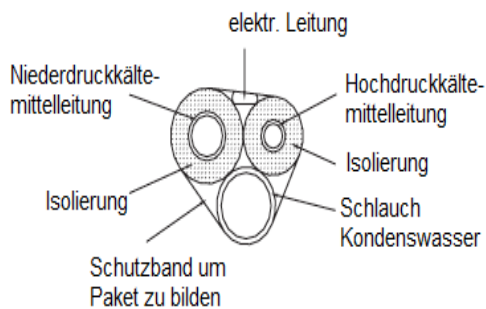 elektr. Leitung
Niederdruckkälte-
mittelleitung
Hochdruckkälte-
mittelleitung
Isolierung
Isolierung
Schlauch
Kondenswasser
Schutzband um
Paket zu bilden